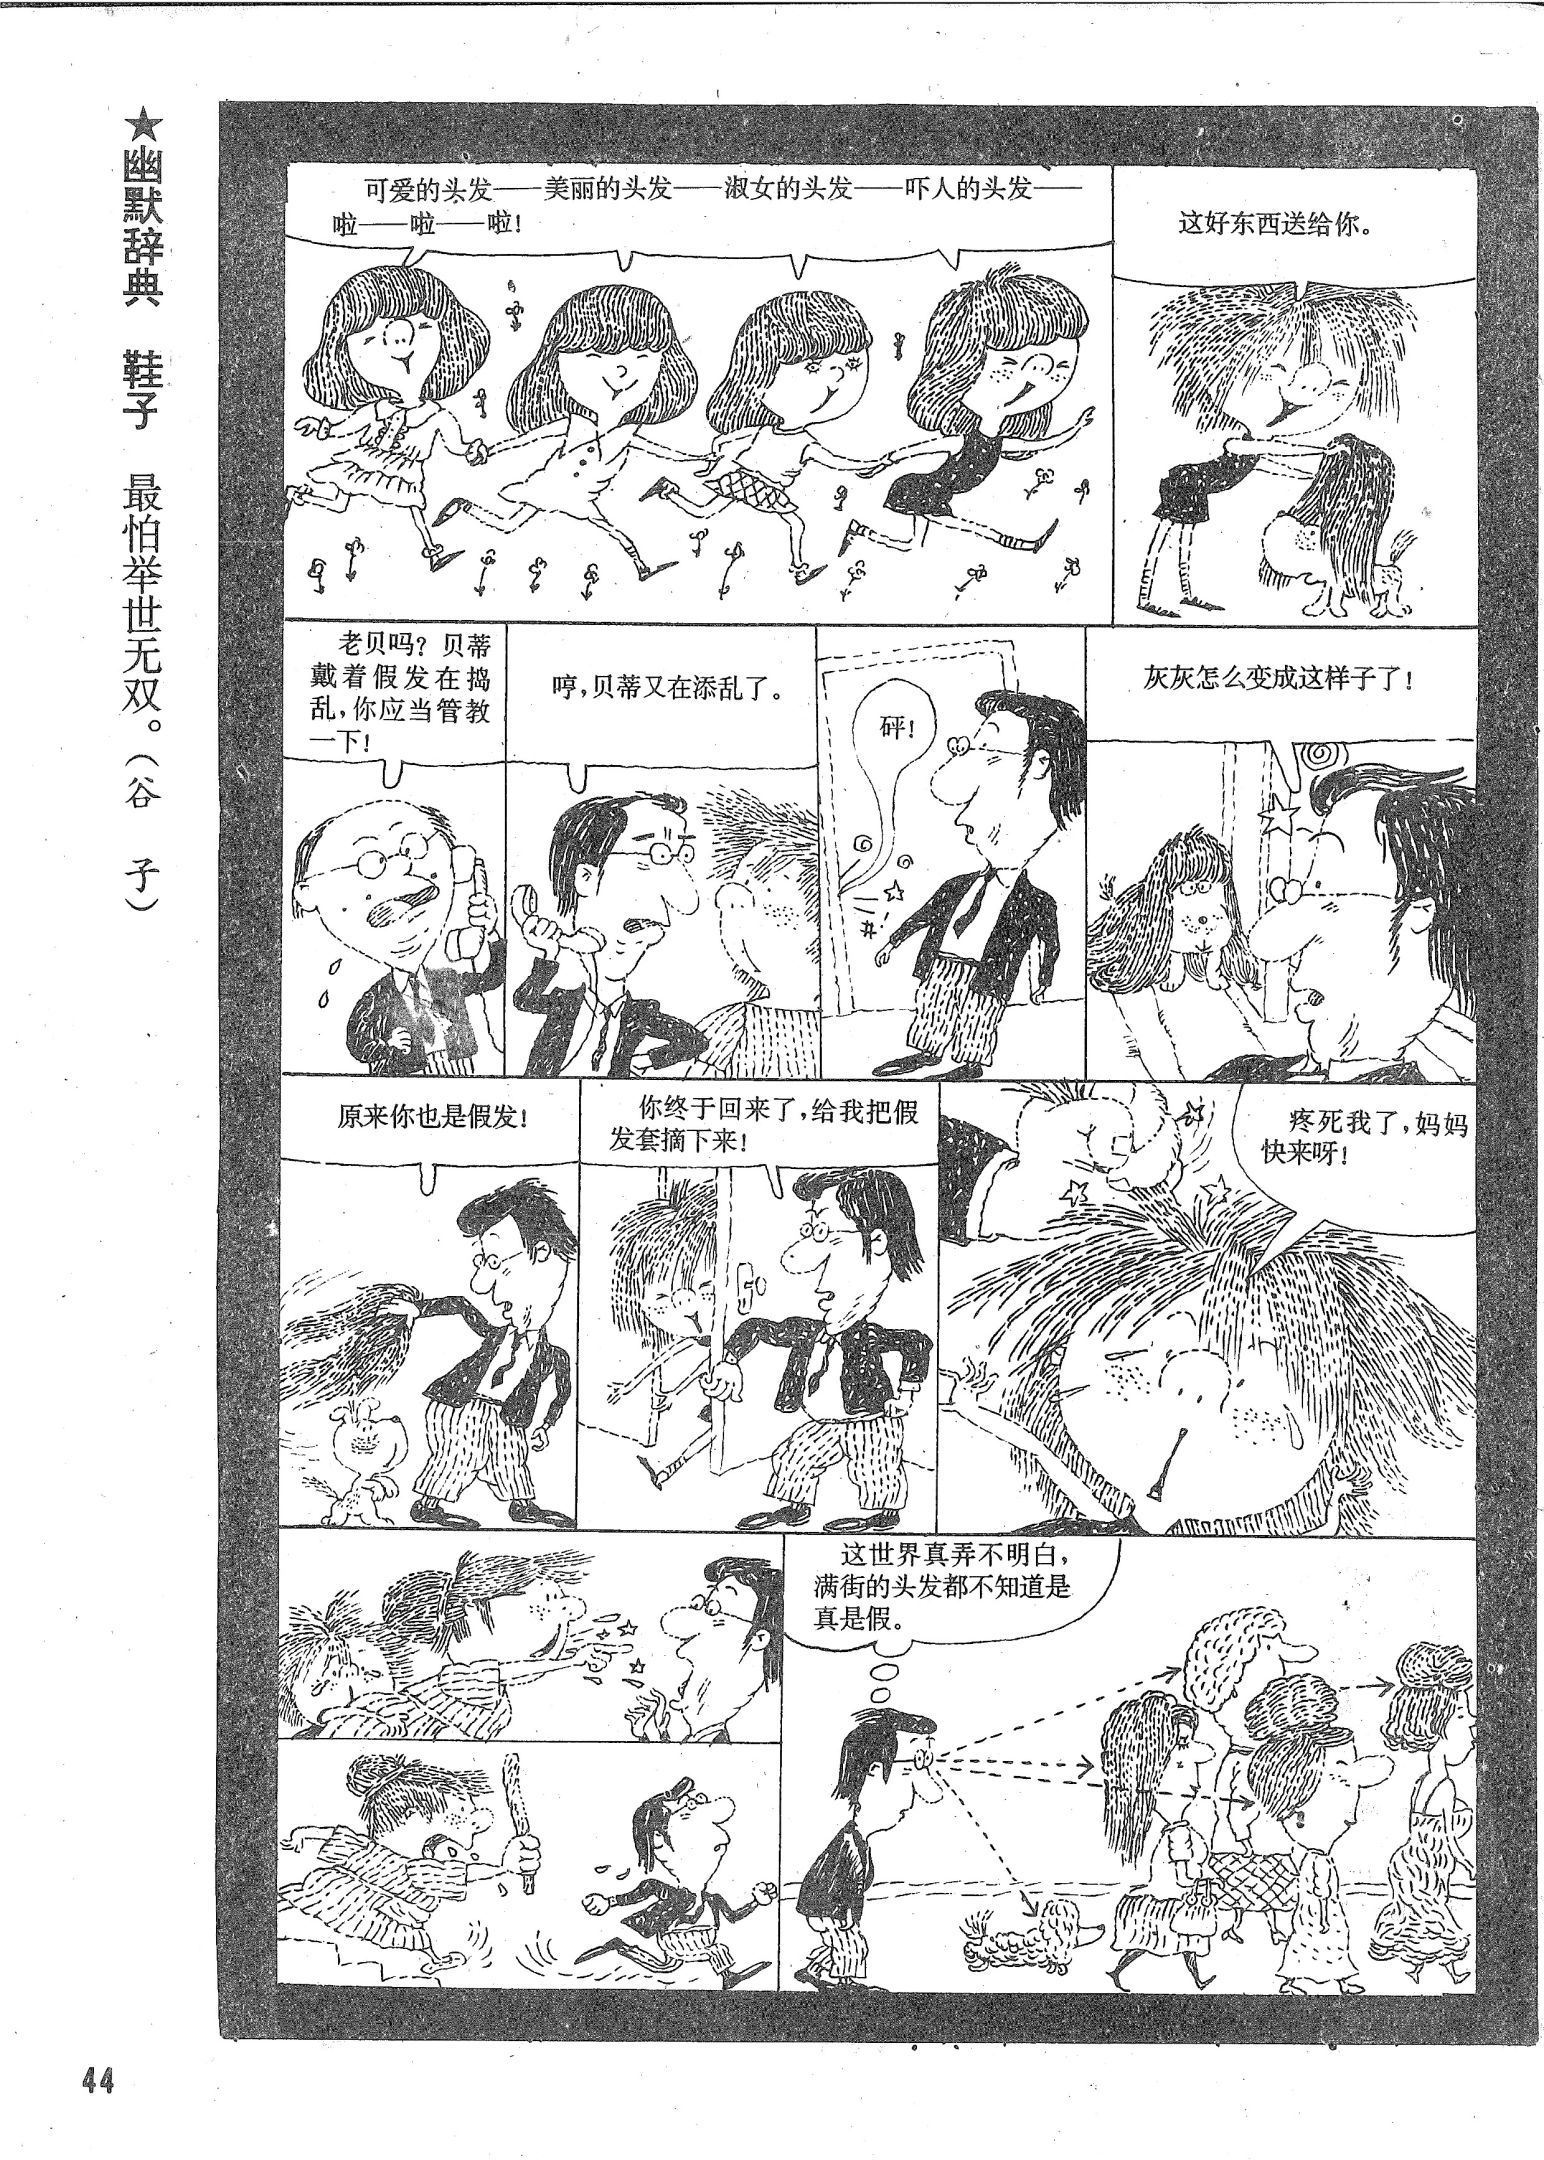 ★幽默辞典 鞋子 最怕举世无双。（谷 子）
可爱的头发——美丽的头发——淑女的头发——吓人的头发——
啦——啦——啦！
这好东西送给你。
老贝吗？贝蒂
戴着假发在捣
乱，你应当管教
一下！
哼，贝蒂又在添乱了。
砰！
灰灰怎么变成这样子了！
原来你也是假发！
你终于回来了，给我把假
发套摘下来！
疼死我了，妈妈
快来呀！
这世界真弄不明白，
满街的头发都不知道是
真是假。
44